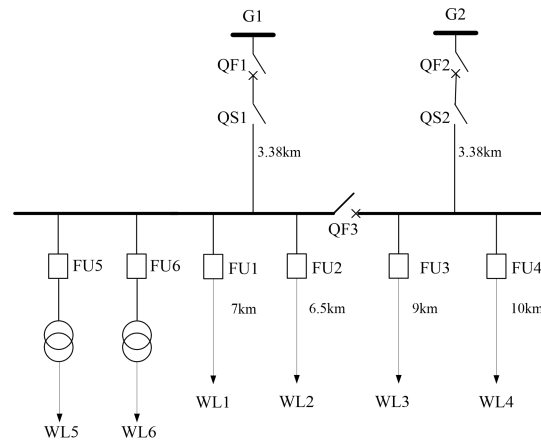 G1
G2
QF1
QF2
QS1
QS2
3.38km
3.38km
QF3
FU5
FU6
FU1
FU2
FU3
FU4
7km
6.5km
9km
10km
WL1
WL2
WL3
WL4
WL5
WL6